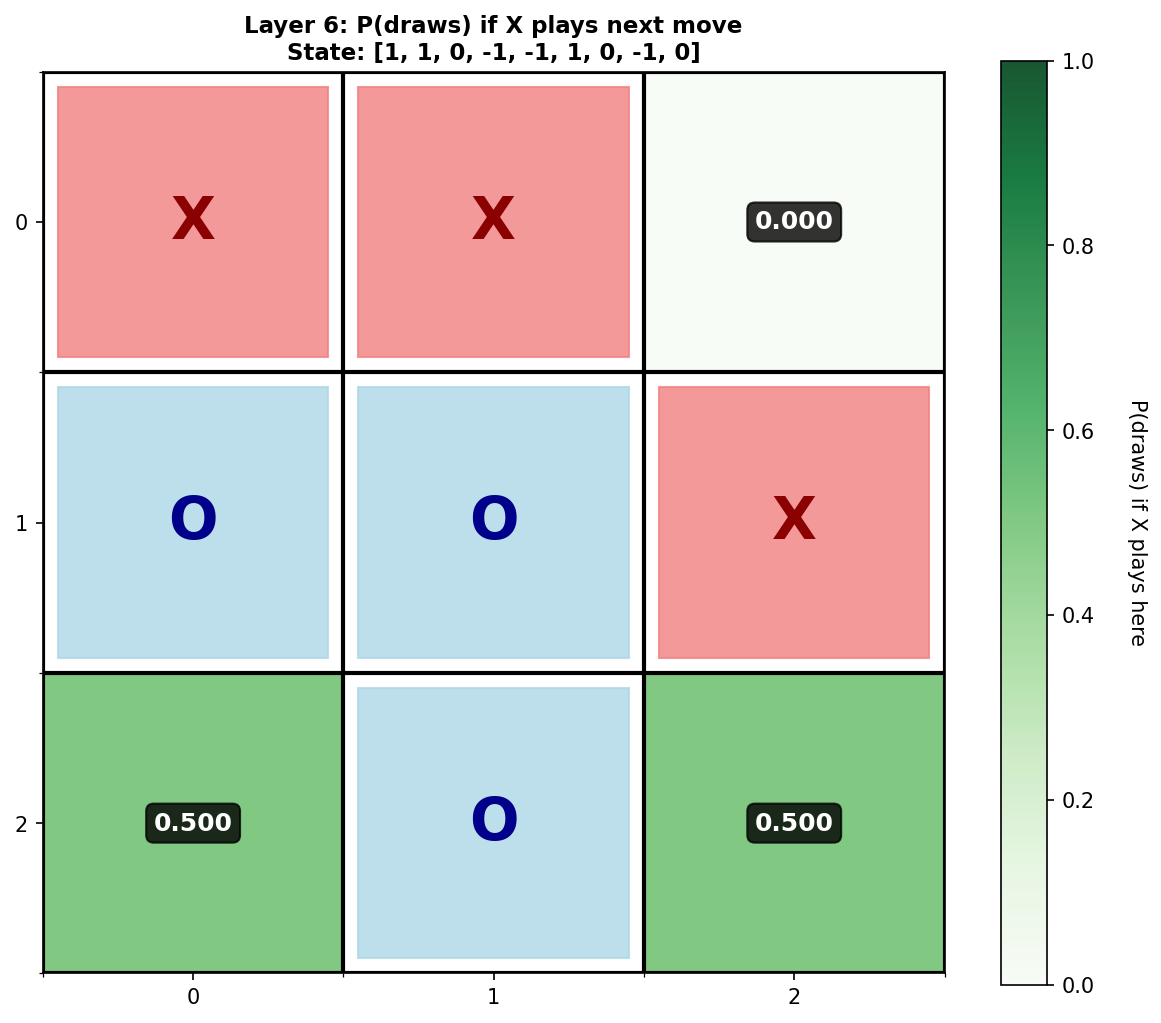 Layer 6: P(draws) if X plays next move
State: [1, 1, 0, -1, -1, 1, 0, -1, 0]
0
X
X
0.000
1
O
O
X
2
0.500
O
0.500
0
1
2
1.0
0.8
0.6
0.4
0.2
0.0
P(draws) if X plays here